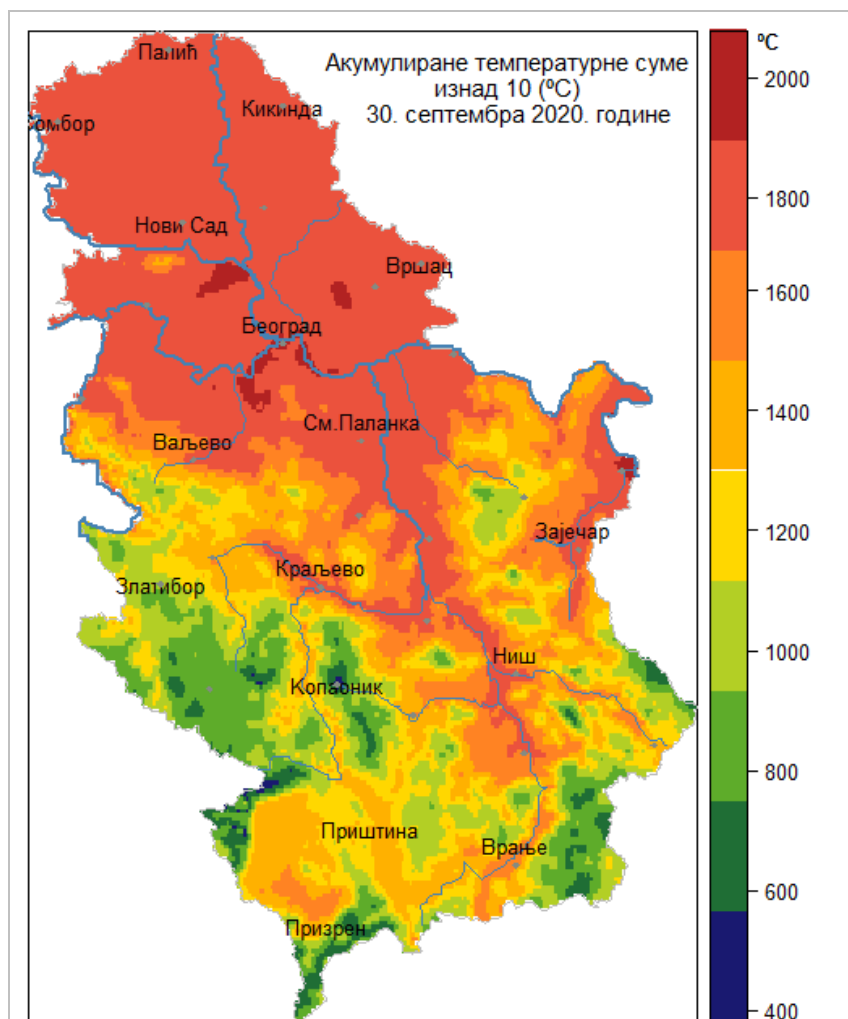 Акумулиране температурне суме
изнад 10 (ºС)
30. септембра 2020. године
ºC
2000
1800
1600
1400
1200
1000
800
600
400
Палић
Кикинда
Сомбор
Нови Сад
Вршац
Београд
См.Паланка
Ваљево
Зајечар
Краљево
Златибор
Ниш
Копаоник
Приштина
Врање
Призрен